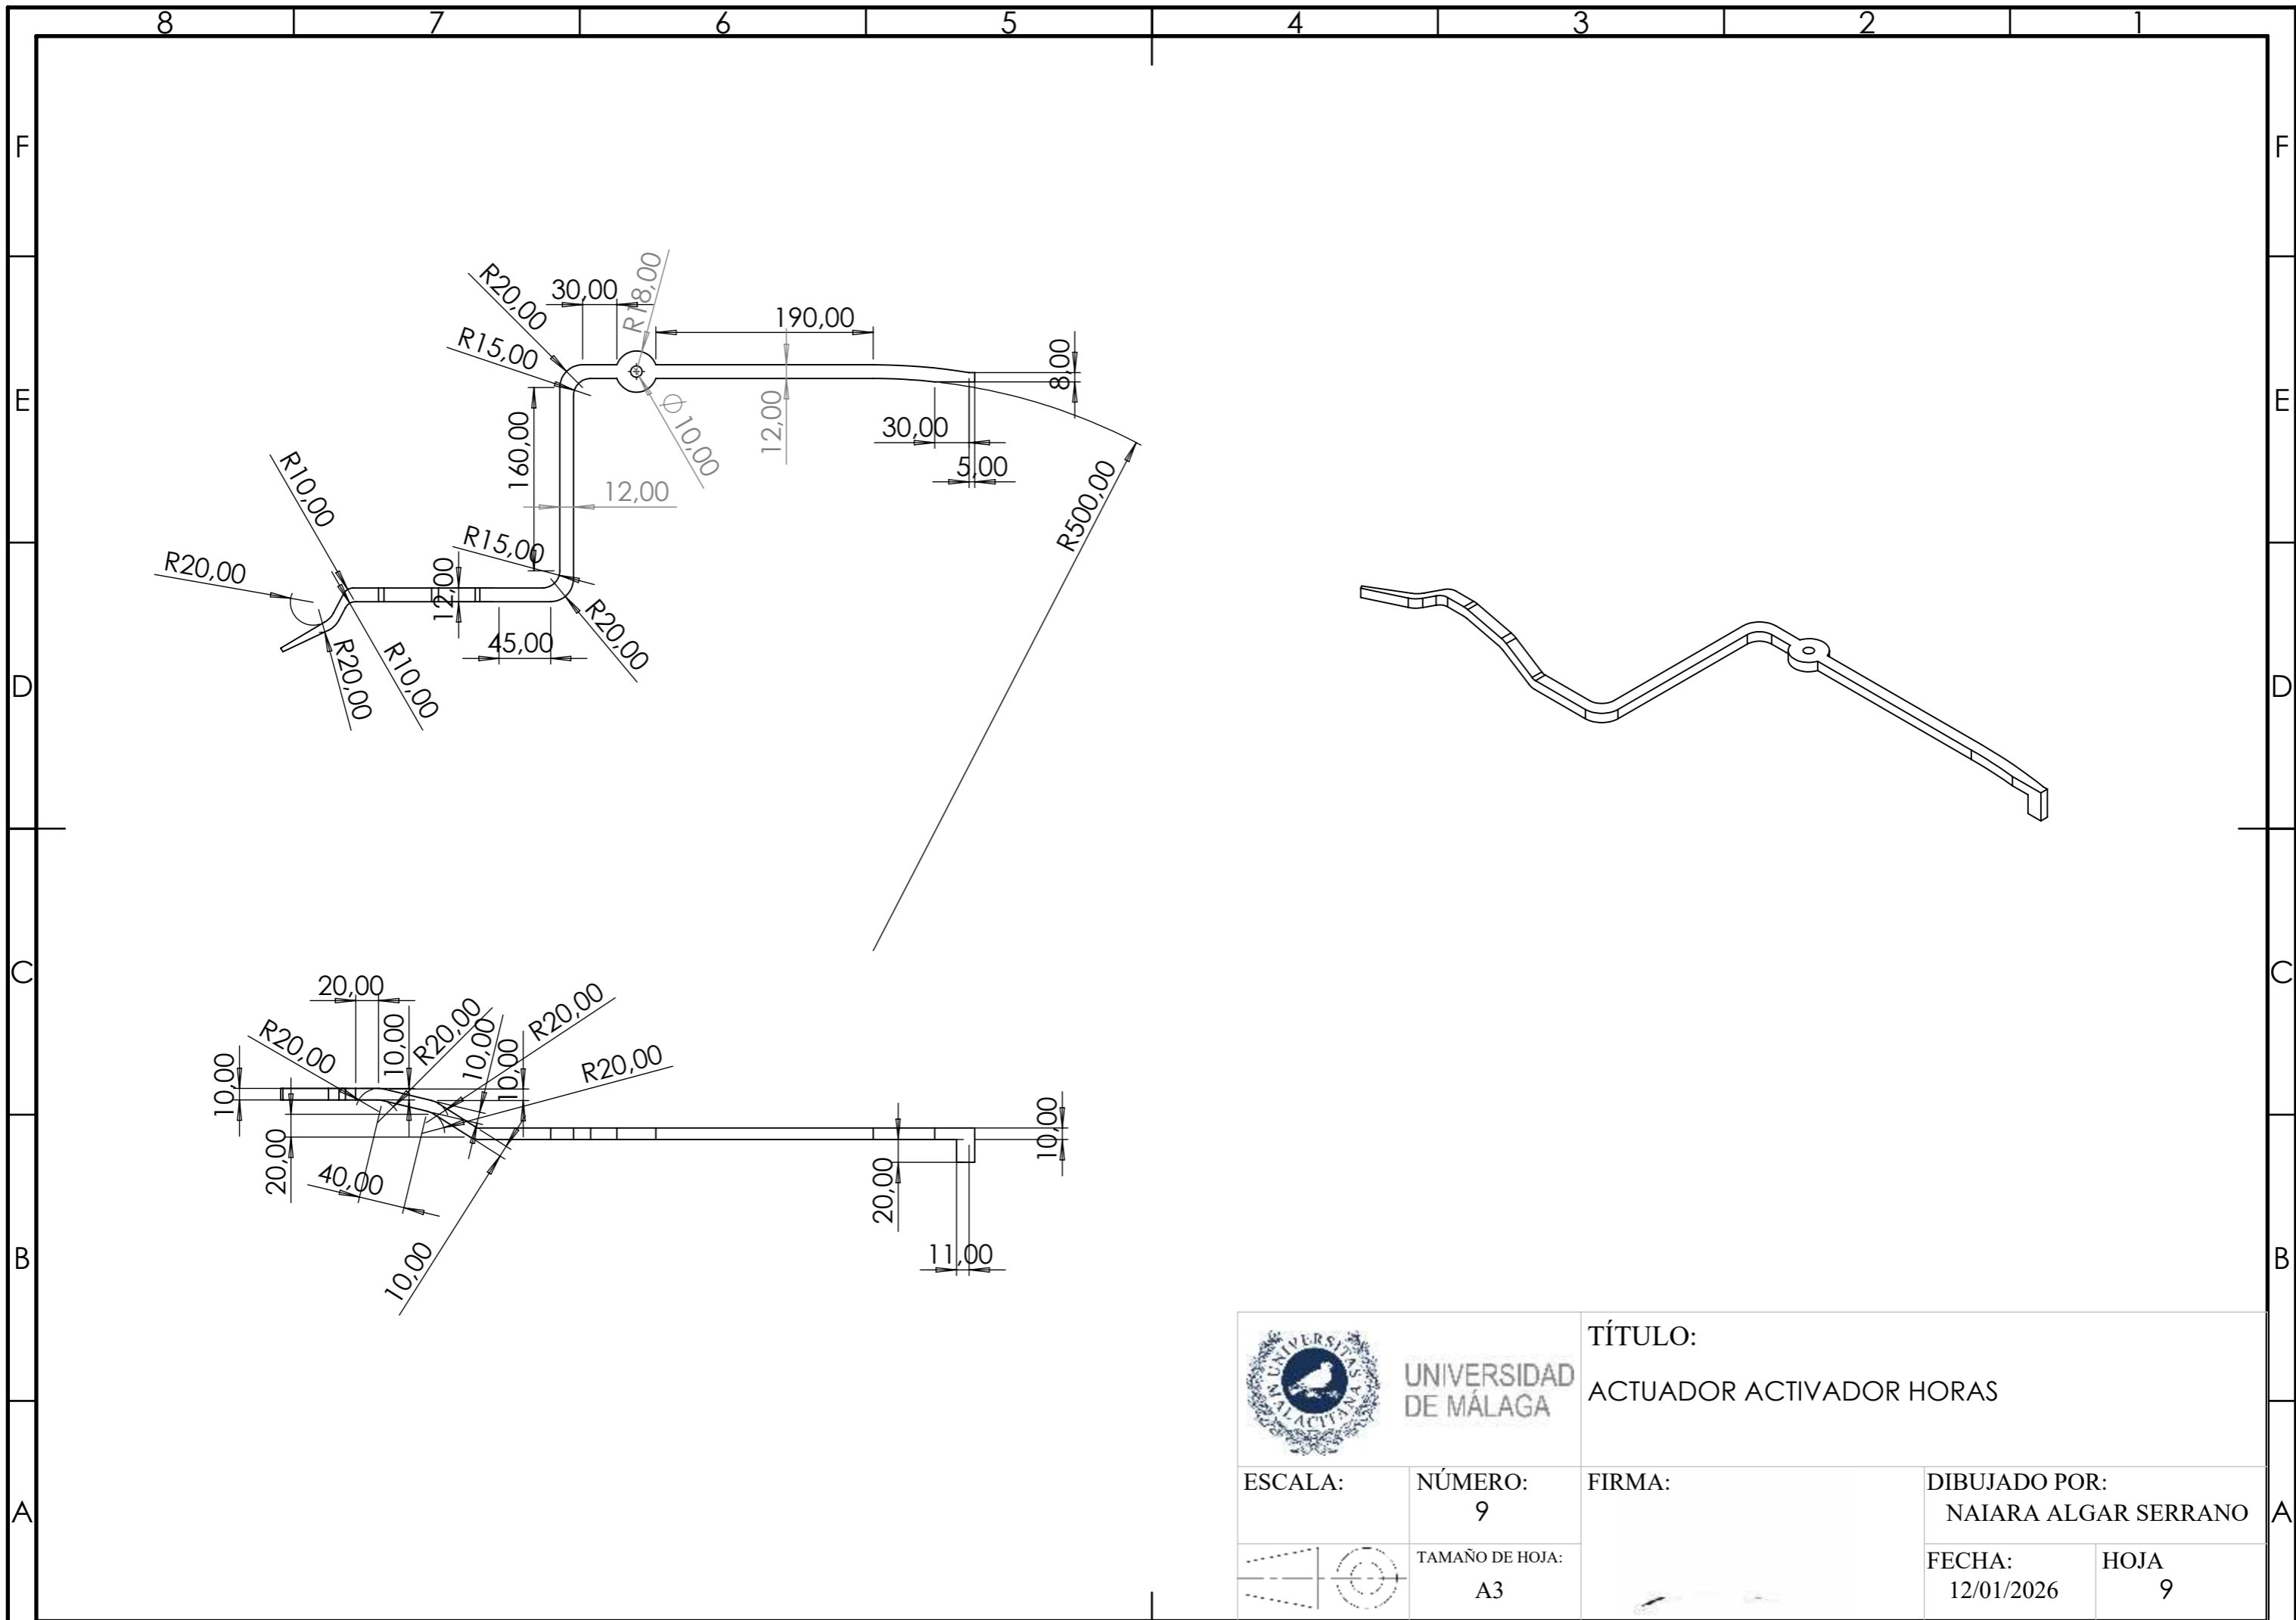 8 7 6 5 4 3 2 1
F F
E E
D D
C C
B B
A A
R20,00
30,00
R18,00
190,00
R15,00
8,00
Ø10,00
12,00
30,00
5,00
160,00
12,00
R500,00
R10,00
R15,00
R20,00
12,00
45,00
R20,00
R20,00
R10,00
20,00
R20,00
10,00
R20,00
10,00
10,00
R20,00
R20,00
10,00
20,00
40,00
10,00
10,00
20,00
11,00
UNIVERSITAS MALACITANA
UNIVERSIDAD
DE MÁLAGA
TÍTULO:
ACTUADOR ACTIVADOR HORAS
ESCALA:
NÚMERO:
9
FIRMA:
DIBUJADO POR:
NAIARA ALGAR SERRANO
TAMAÑO DE HOJA:
A3
FECHA:
12/01/2026
HOJA
9